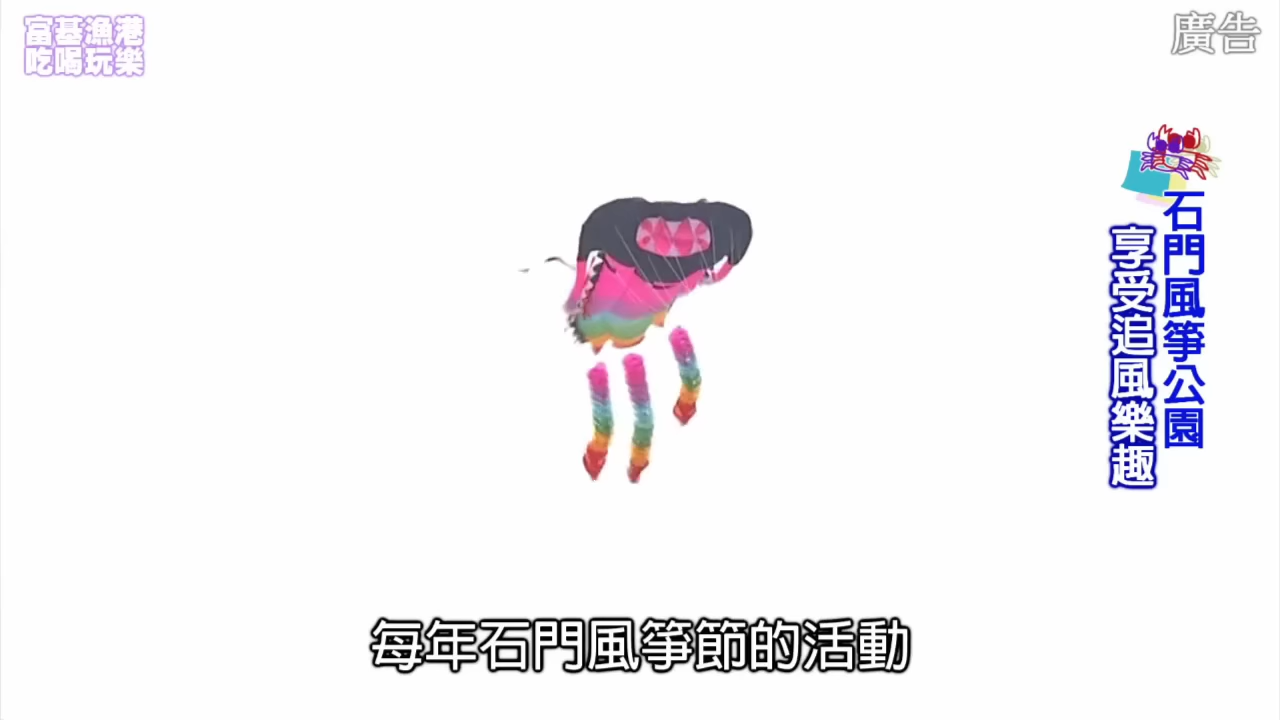 富基漁港
吃喝玩樂
廣告
石門風箏公園
享受追風樂趣
每年石門風箏節的活動